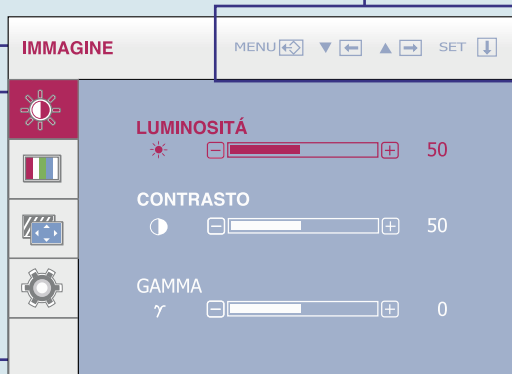 IMMAGINE
MENU SET
LUMINOSITÁ
50
CONTRASTO
50
GAMMA
γ 0